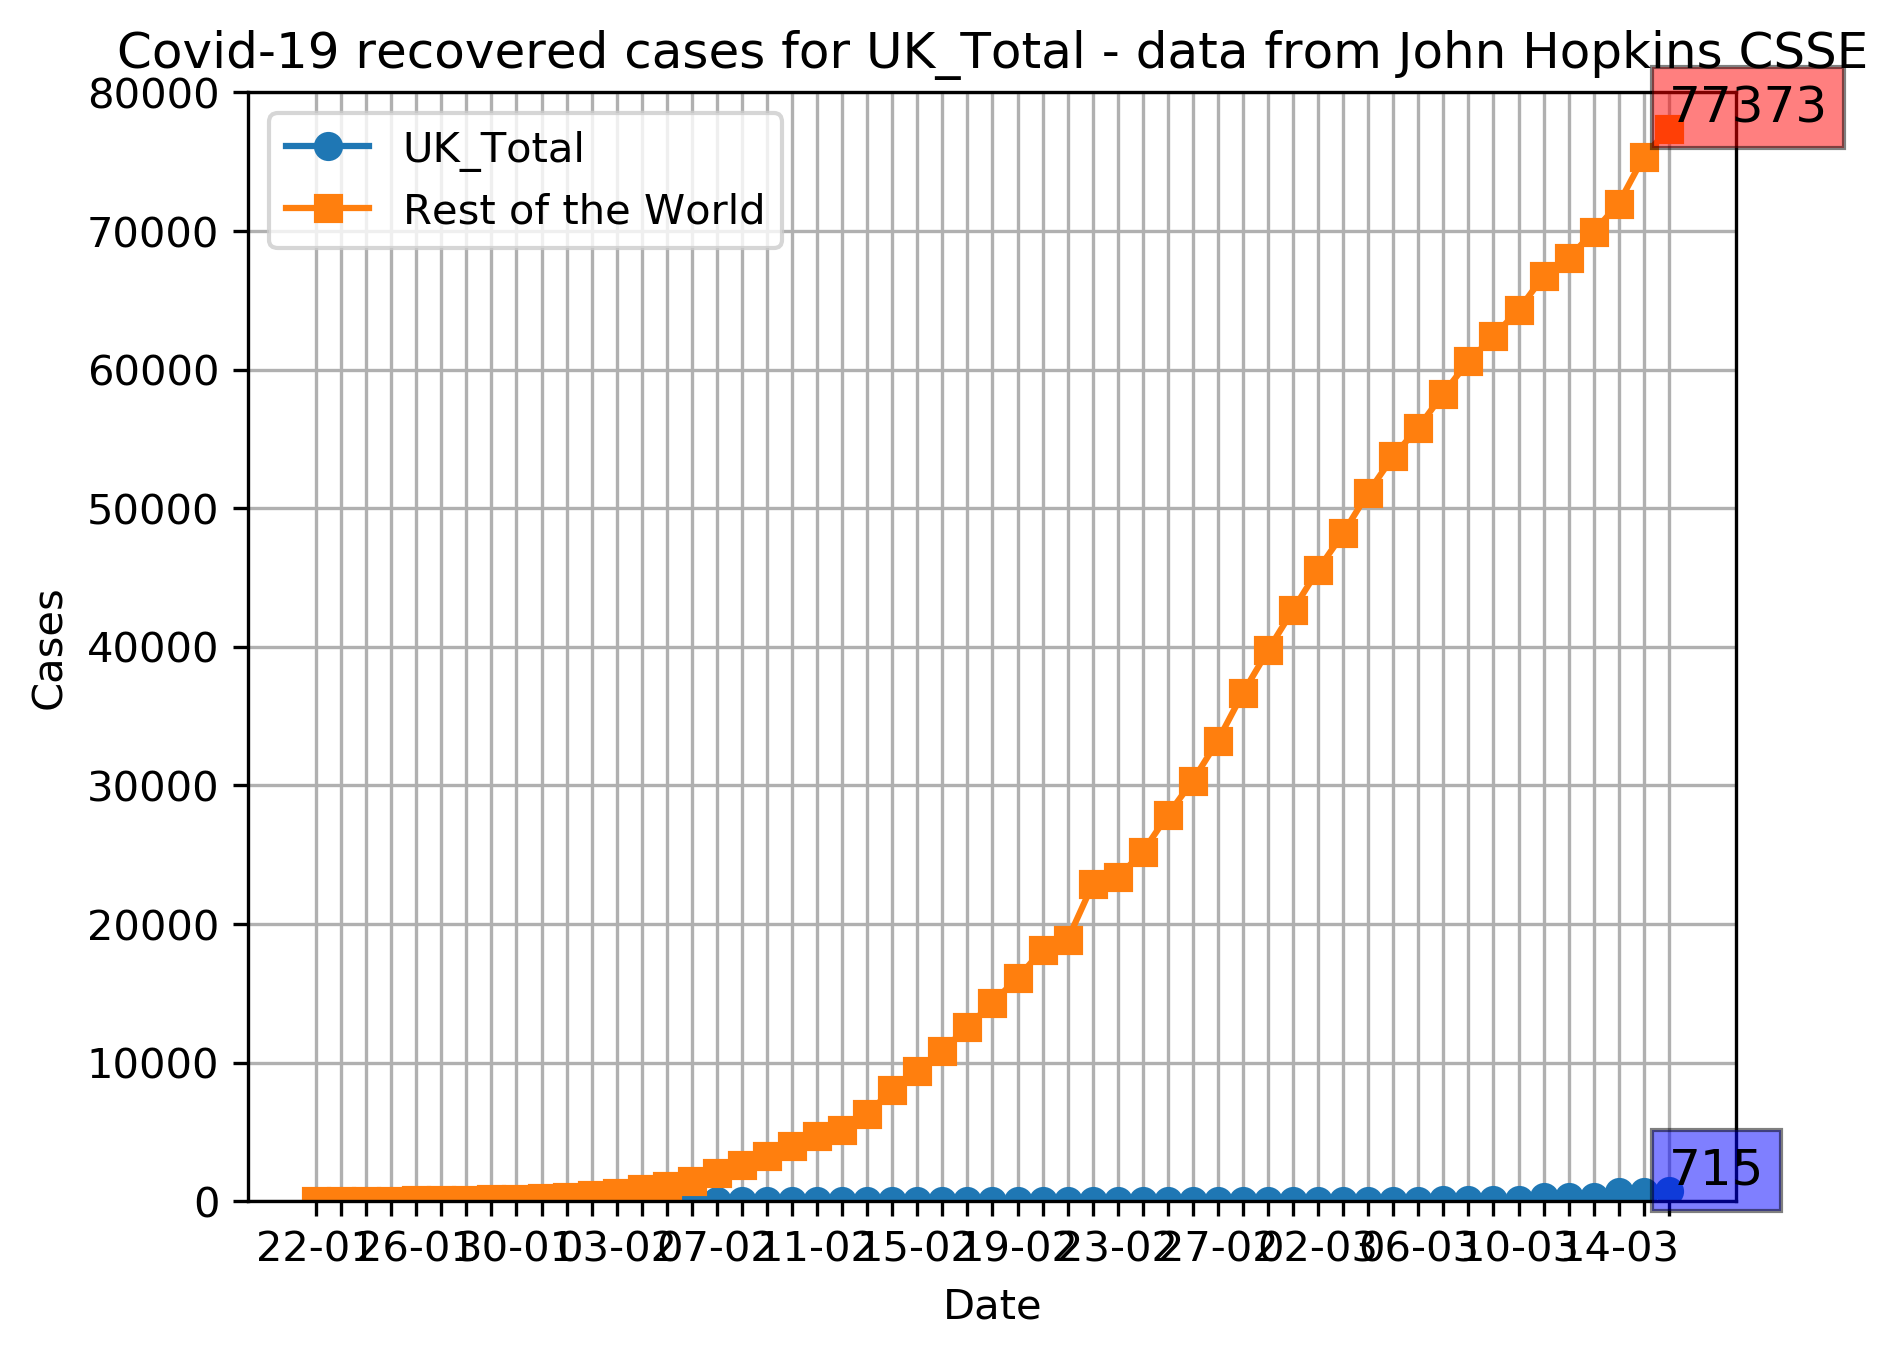 Covid-19 recovered cases for UK_Total - data from John Hopkins CSSE
77373
80000
UK_Total
Rest of the World
70000
60000
50000
Cases
40000
30000
20000
10000
715
0
22-01 26-01 30-01 03-02 07-02 11-02 15-02 19-02 23-02 27-02 02-03 06-03 10-03 14-03
Date